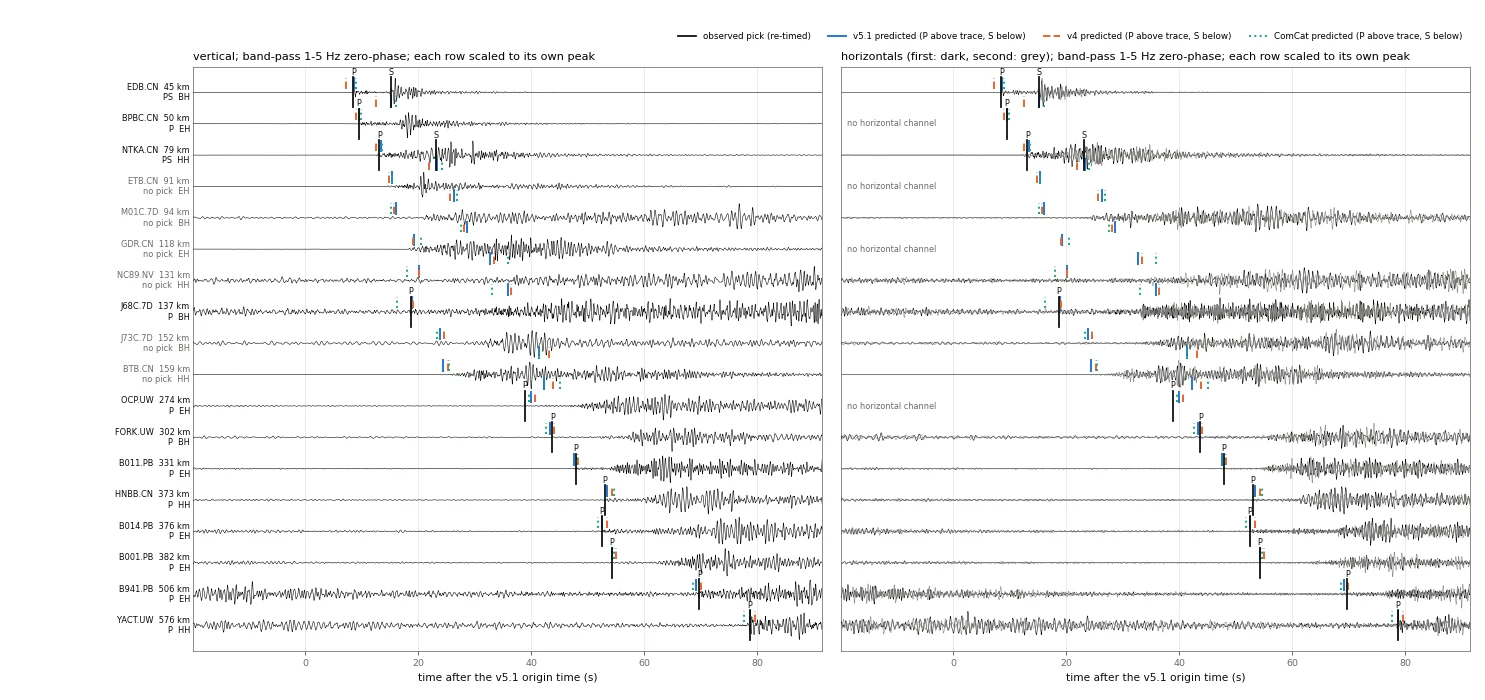 observed pick (re-timed)
v5.1 predicted (P above trace, S below)
v4 predicted (P above trace, S below)
ComCat predicted (P above trace, S below)
vertical; band-pass 1-5 Hz zero-phase; each row scaled to its own peak
horizontals (first: dark, second: grey); band-pass 1-5 Hz zero-phase; each row scaled to its own peak
EDB.CN 45 km
PS BH
BPBC.CN 50 km
P EH
NTKA.CN 79 km
PS HH
ETB.CN 91 km
no pick EH
M01C.7D 94 km
no pick BH
GDR.CN 118 km
no pick EH
NC89.NV 131 km
no pick HH
J68C.7D 137 km
P BH
J73C.7D 152 km
no pick BH
BTB.CN 159 km
no pick HH
OCP.UW 274 km
P EH
FORK.UW 302 km
P BH
B011.PB 331 km
P EH
HNBB.CN 373 km
P HH
B014.PB 376 km
P EH
B001.PB 382 km
P EH
B941.PB 506 km
P EH
YACT.UW 576 km
P HH
P S
P
P S
P
P
P
P
P
P
P
P
P
0 20 40 60 80
time after the v5.1 origin time (s)
P S
P
no horizontal channel
P S
no horizontal channel
no horizontal channel
P
P
no horizontal channel
P
P
P
P
P
P
P
0 20 40 60 80
time after the v5.1 origin time (s)